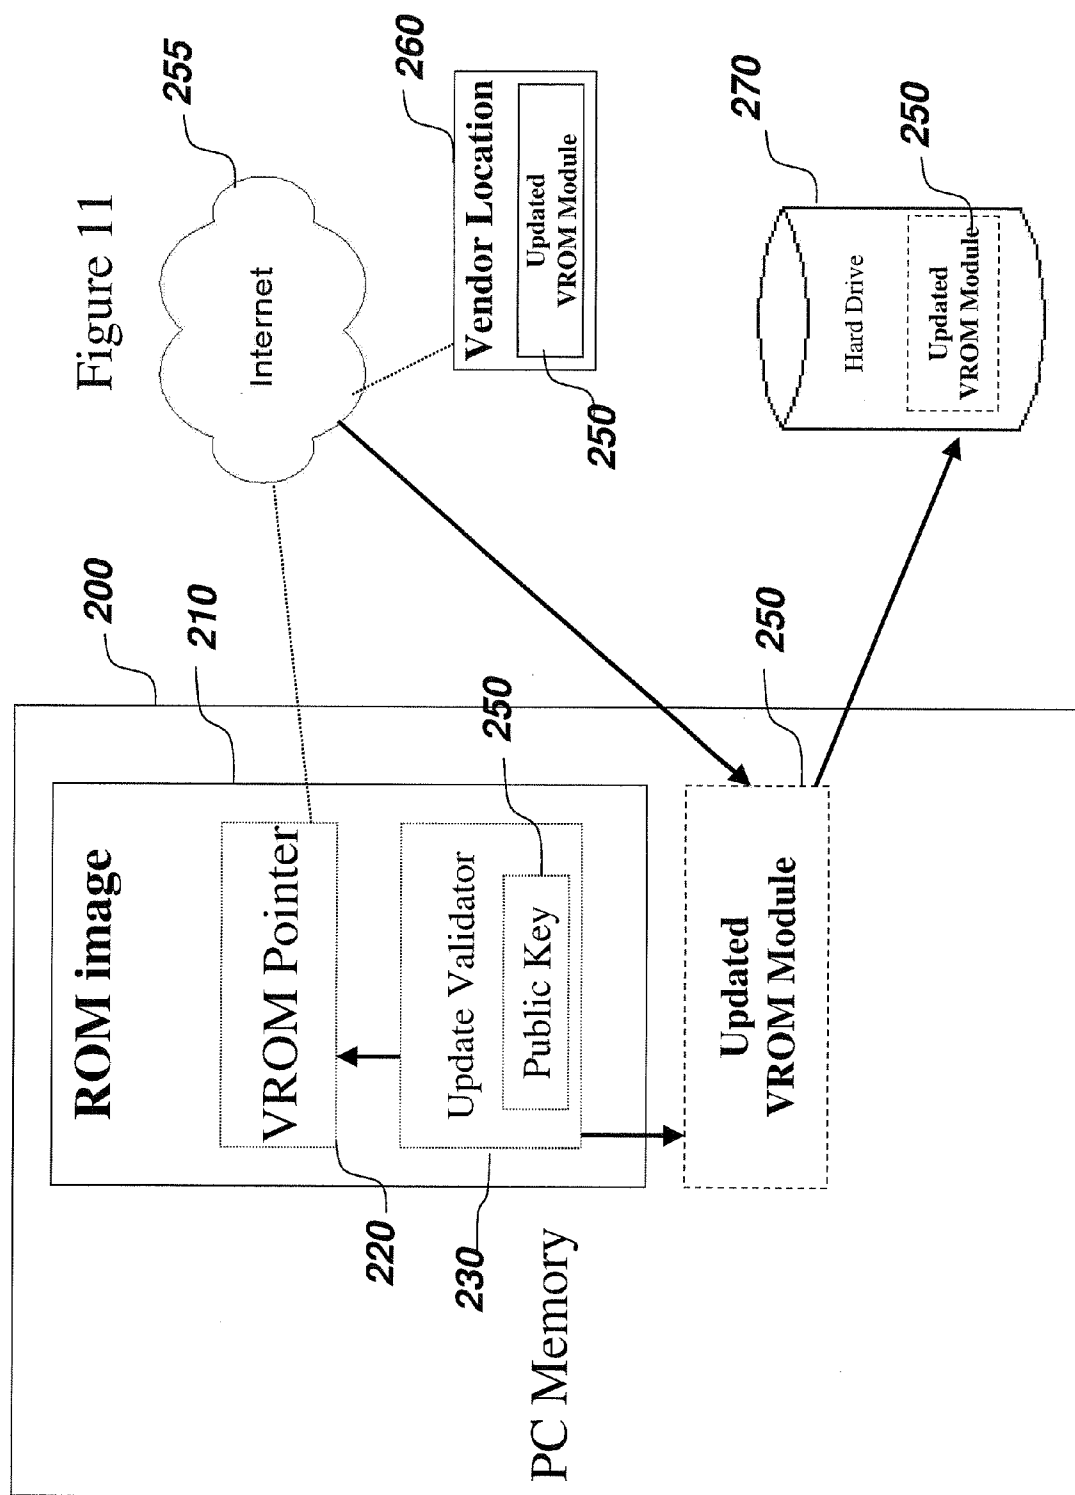 Figure 11
200
210
255
ROM image
VROM Pointer
220
Update Validator
Public Key
250
230
Internet
260
Vendor Location
Updated
VROM Module
250
PC Memory
Updated
VROM Module
250
270
Hard Drive
Updated
VROM Module
250